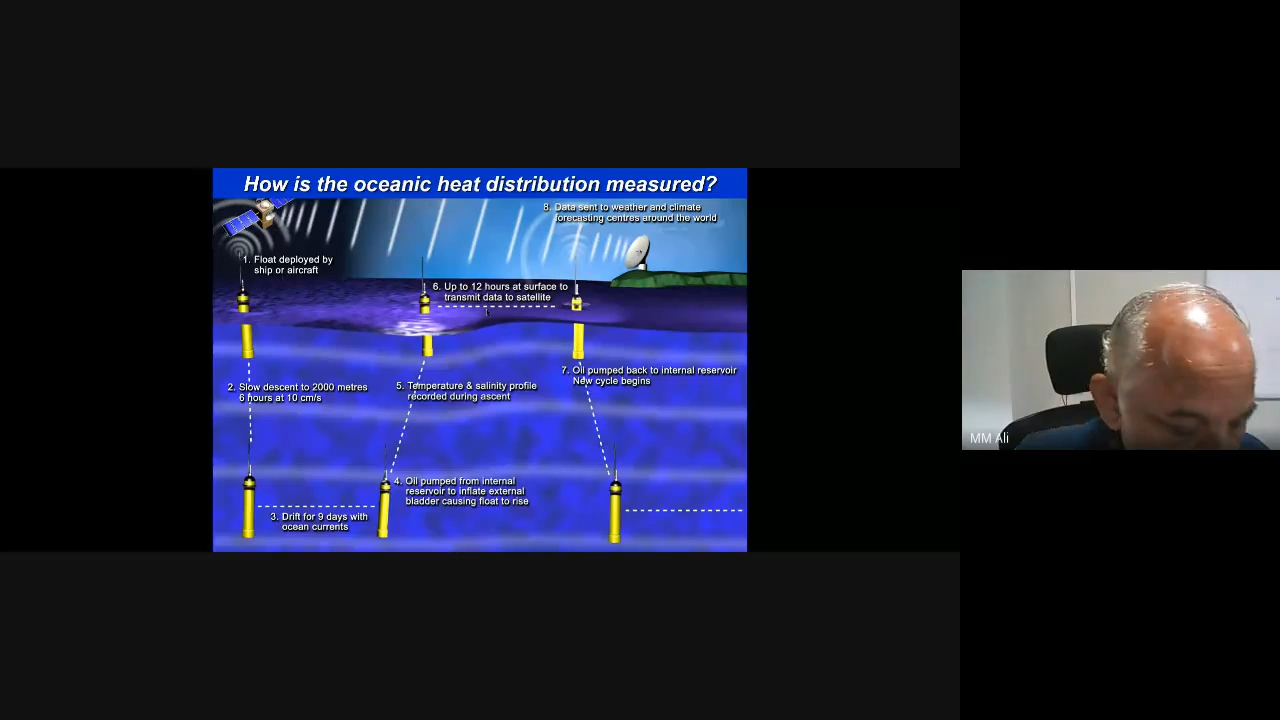 How is the oceanic heat distribution measured?
8. Data sent to weather and climate
forecasting centres around the world
1. Float deployed by
ship or aircraft
6. Up to 12 hours at surface to
transmit data to satellite
7. Oil pumped back to internal reservoir
New cycle begins
2. Slow descent to 2000 metres
6 hours at 10 cm/s
5. Temperature & salinity profile
recorded during ascent
4. Oil pumped from internal
reservoir to inflate external
bladder causing float to rise
3. Drift for 9 days with
ocean currents
MM Ali